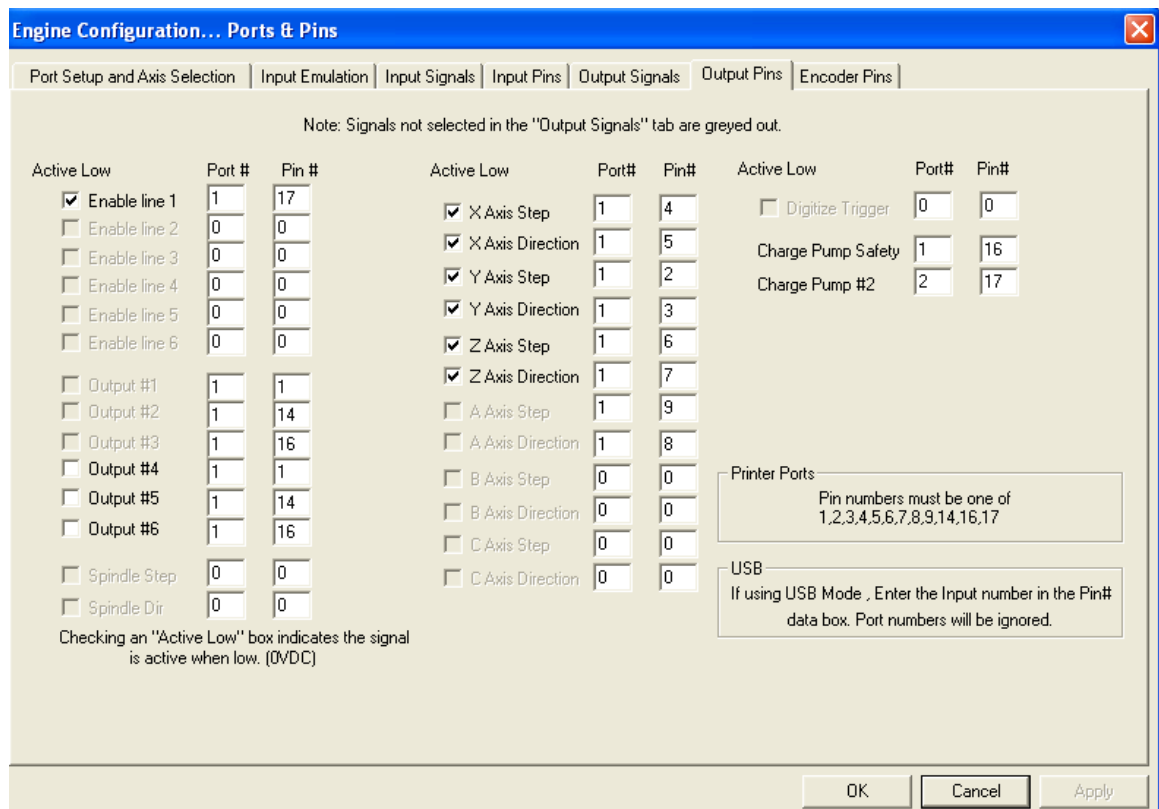 Engine Configuration... Ports & Pins
Port Setup and Axis Selection Input Emulation Input Signals Input Pins Output Signals Output Pins Encoder Pins
Note: Signals not selected in the "Output Signals" tab are greyed out.
Active Low Port # Pin #
Enable line 1 1 17
Enable line 2 0 0
Enable line 3 0 0
Enable line 4 0 0
Enable line 5 0 0
Enable line 6 0 0
Output #1 1 1
Output #2 1 14
Output #3 1 16
Output #4 1 1
Output #5 1 14
Output #6 1 16
Spindle Step 0 0
Spindle Dir 0 0
Checking an "Active Low" box indicates the signal
is active when low. (0VDC)
Active Low Port# Pin#
X Axis Step 1 4
X Axis Direction 1 5
Y Axis Step 1 2
Y Axis Direction 1 3
Z Axis Step 1 6
Z Axis Direction 1 7
A Axis Step 1 9
A Axis Direction 1 8
B Axis Step 0 0
B Axis Direction 0 0
C Axis Step 0 0
C Axis Direction 0 0
Active Low Port# Pin#
Digitize Trigger 0 0
Charge Pump Safety 1 16
Charge Pump #2 2 17
Printer Ports
Pin numbers must be one of
1,2,3,4,5,6,7,8,9,14,16,17
USB
If using USB Mode , Enter the Input number in the Pin#
data box. Port numbers will be ignored.
OK Cancel Apply